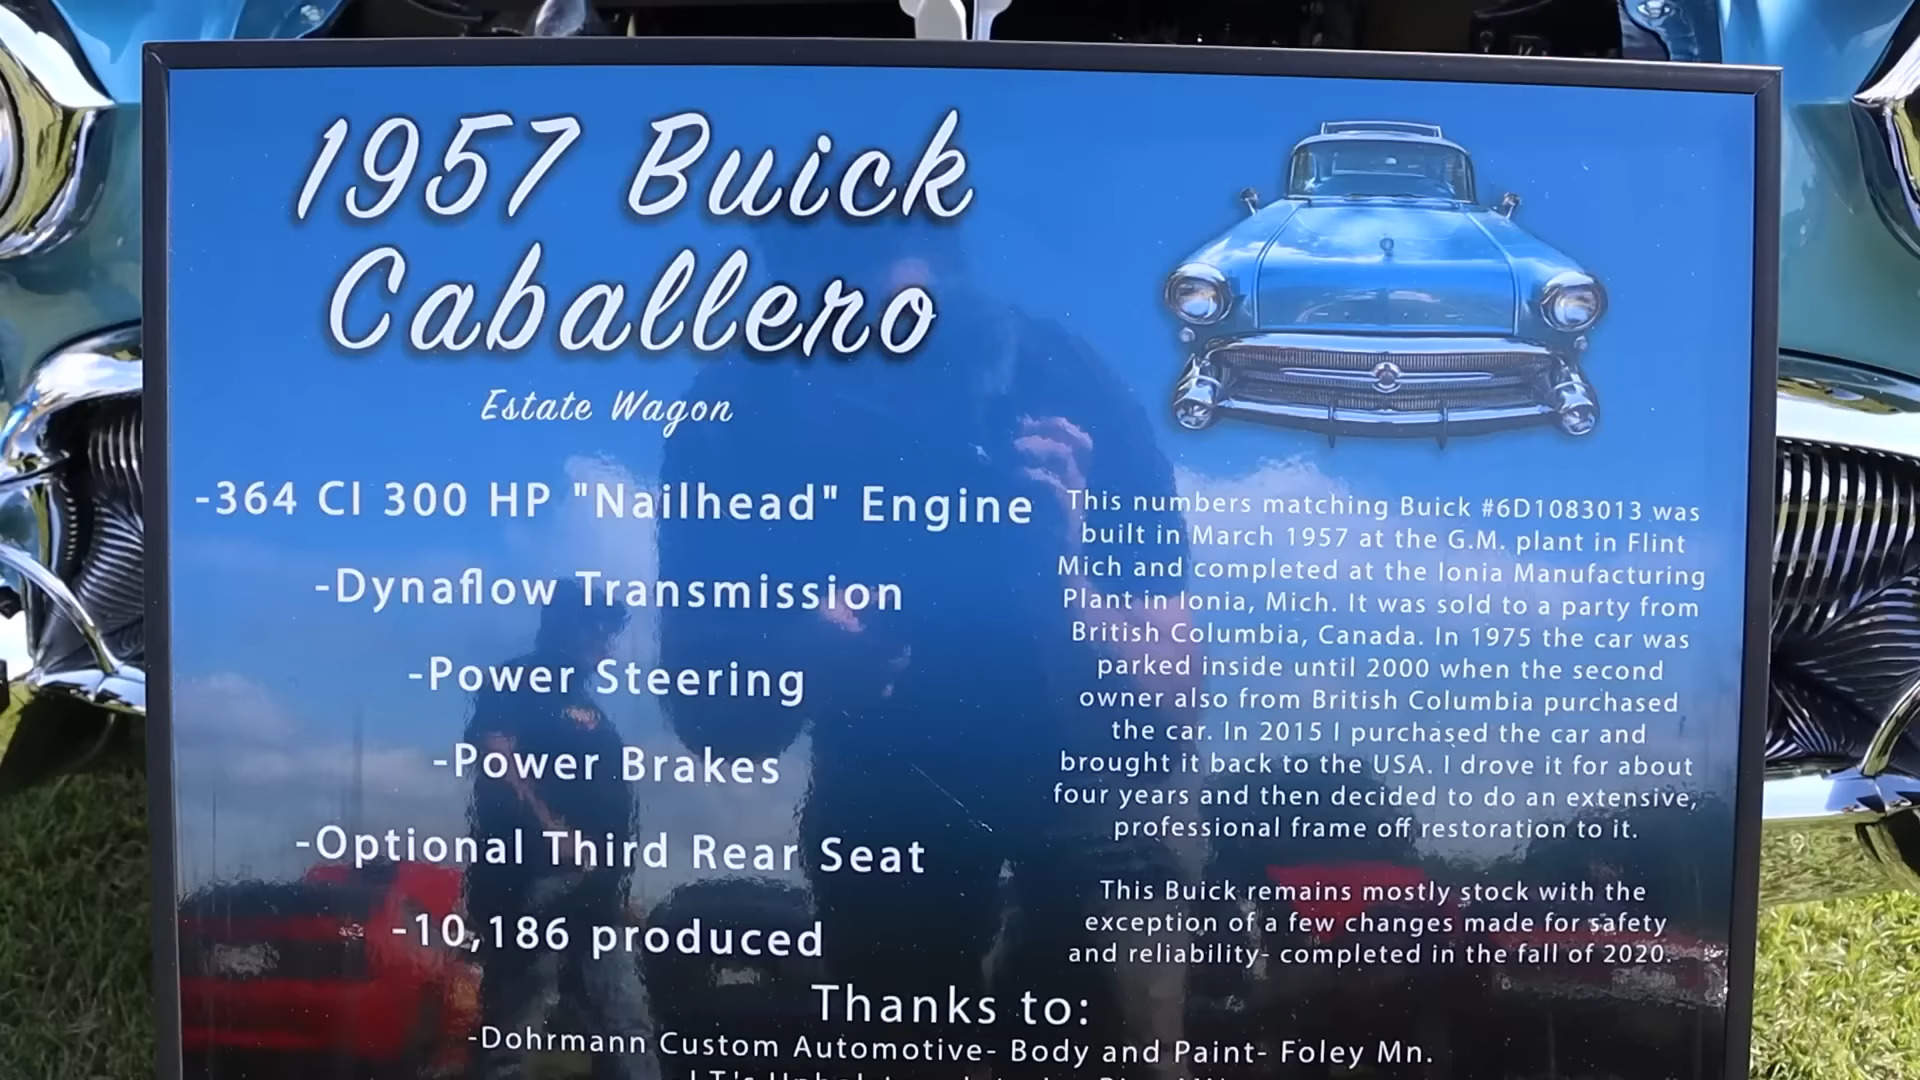 1957 Buick
Caballero
Estate Wagon
-364 CI 300 HP "Nailhead" Engine
-Dynaflow Transmission
-Power Steering
-Power Brakes
-Optional Third Rear Seat
-10,186 produced
This numbers matching Buick #6D1083013 was
built in March 1957 at the G.M. plant in Flint
Mich and completed at the Ionia Manufacturing
Plant in Ionia, Mich. It was sold to a party from
British Columbia, Canada. In 1975 the car was
parked inside until 2000 when the second
owner also from British Columbia purchased
the car. In 2015 I purchased the car and
brought it back to the USA. I drove it for about
four years and then decided to do an extensive,
professional frame off restoration to it.
This Buick remains mostly stock with the
exception of a few changes made for safety
and reliability- completed in the fall of 2020.
Thanks to:
-Dohrmann Custom Automotive- Body and Paint- Foley Mn.